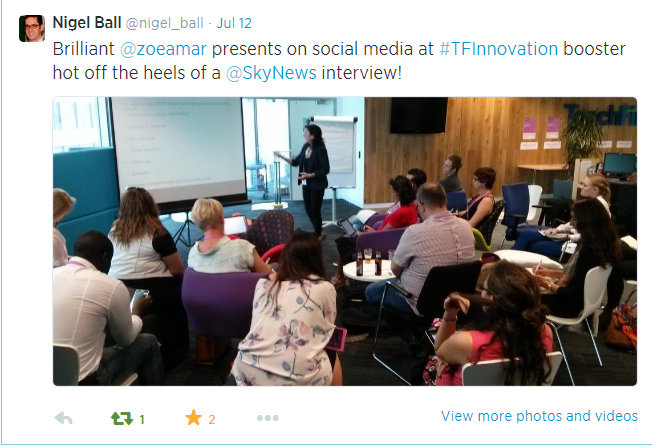 Nigel Ball @nigel_ball · Jul 12
Brilliant @zoeamar presents on social media at #TFInnovation booster
hot off the heels of a @SkyNews interview!
1
2
View more photos and videos